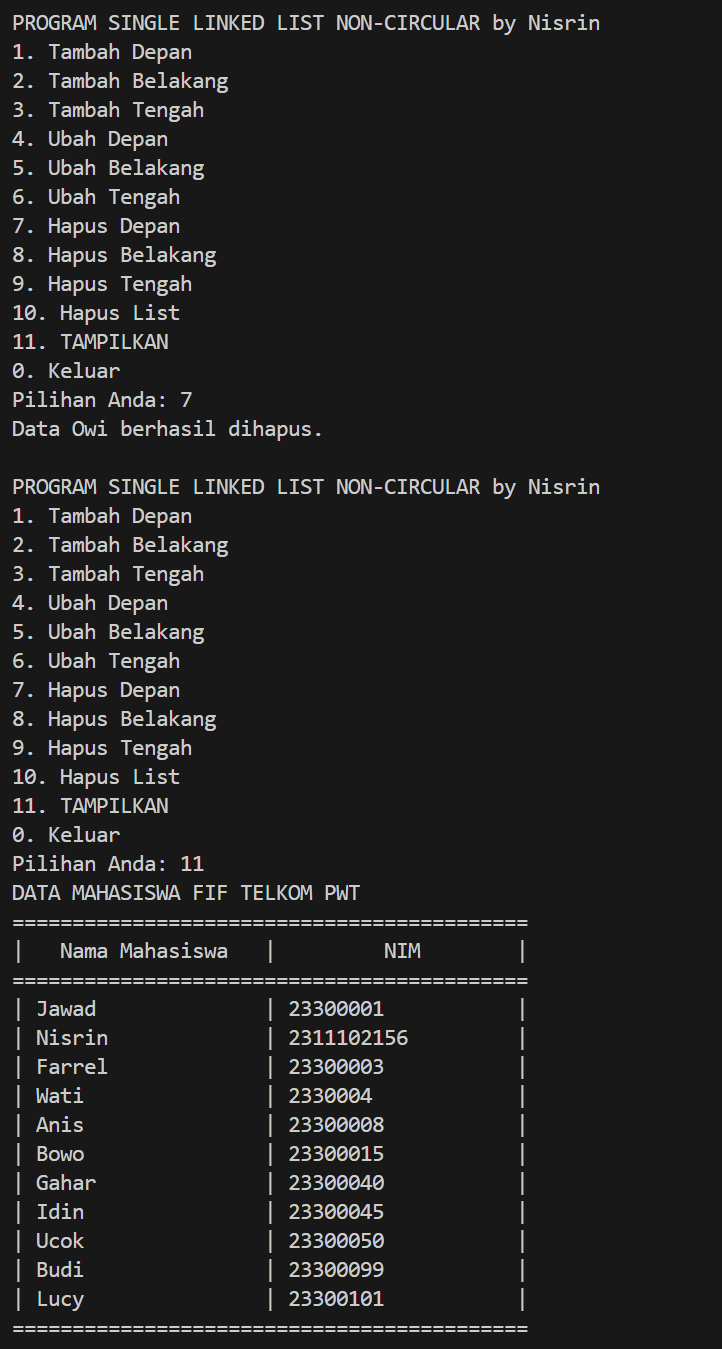 PROGRAM SINGLE LINKED LIST NON-CIRCULAR by Nisrin
1. Tambah Depan
2. Tambah Belakang
3. Tambah Tengah
4. Ubah Depan
5. Ubah Belakang
6. Ubah Tengah
7. Hapus Depan
8. Hapus Belakang
9. Hapus Tengah
10. Hapus List
11. TAMPILKAN
0. Keluar
Pilihan Anda: 7
Data Owi berhasil dihapus.

PROGRAM SINGLE LINKED LIST NON-CIRCULAR by Nisrin
1. Tambah Depan
2. Tambah Belakang
3. Tambah Tengah
4. Ubah Depan
5. Ubah Belakang
6. Ubah Tengah
7. Hapus Depan
8. Hapus Belakang
9. Hapus Tengah
10. Hapus List
11. TAMPILKAN
0. Keluar
Pilihan Anda: 11
DATA MAHASISWA FIF TELKOM PWT
===========================================
|   Nama Mahasiswa   |         NIM        |
===========================================
| Jawad              | 23300001           |
| Nisrin             | 2311102156         |
| Farrel             | 23300003           |
| Wati               | 2330004            |
| Anis               | 23300008           |
| Bowo               | 23300015           |
| Gahar              | 23300040           |
| Idin               | 23300045           |
| Ucok               | 23300050           |
| Budi               | 23300099           |
| Lucy               | 23300101           |
===========================================